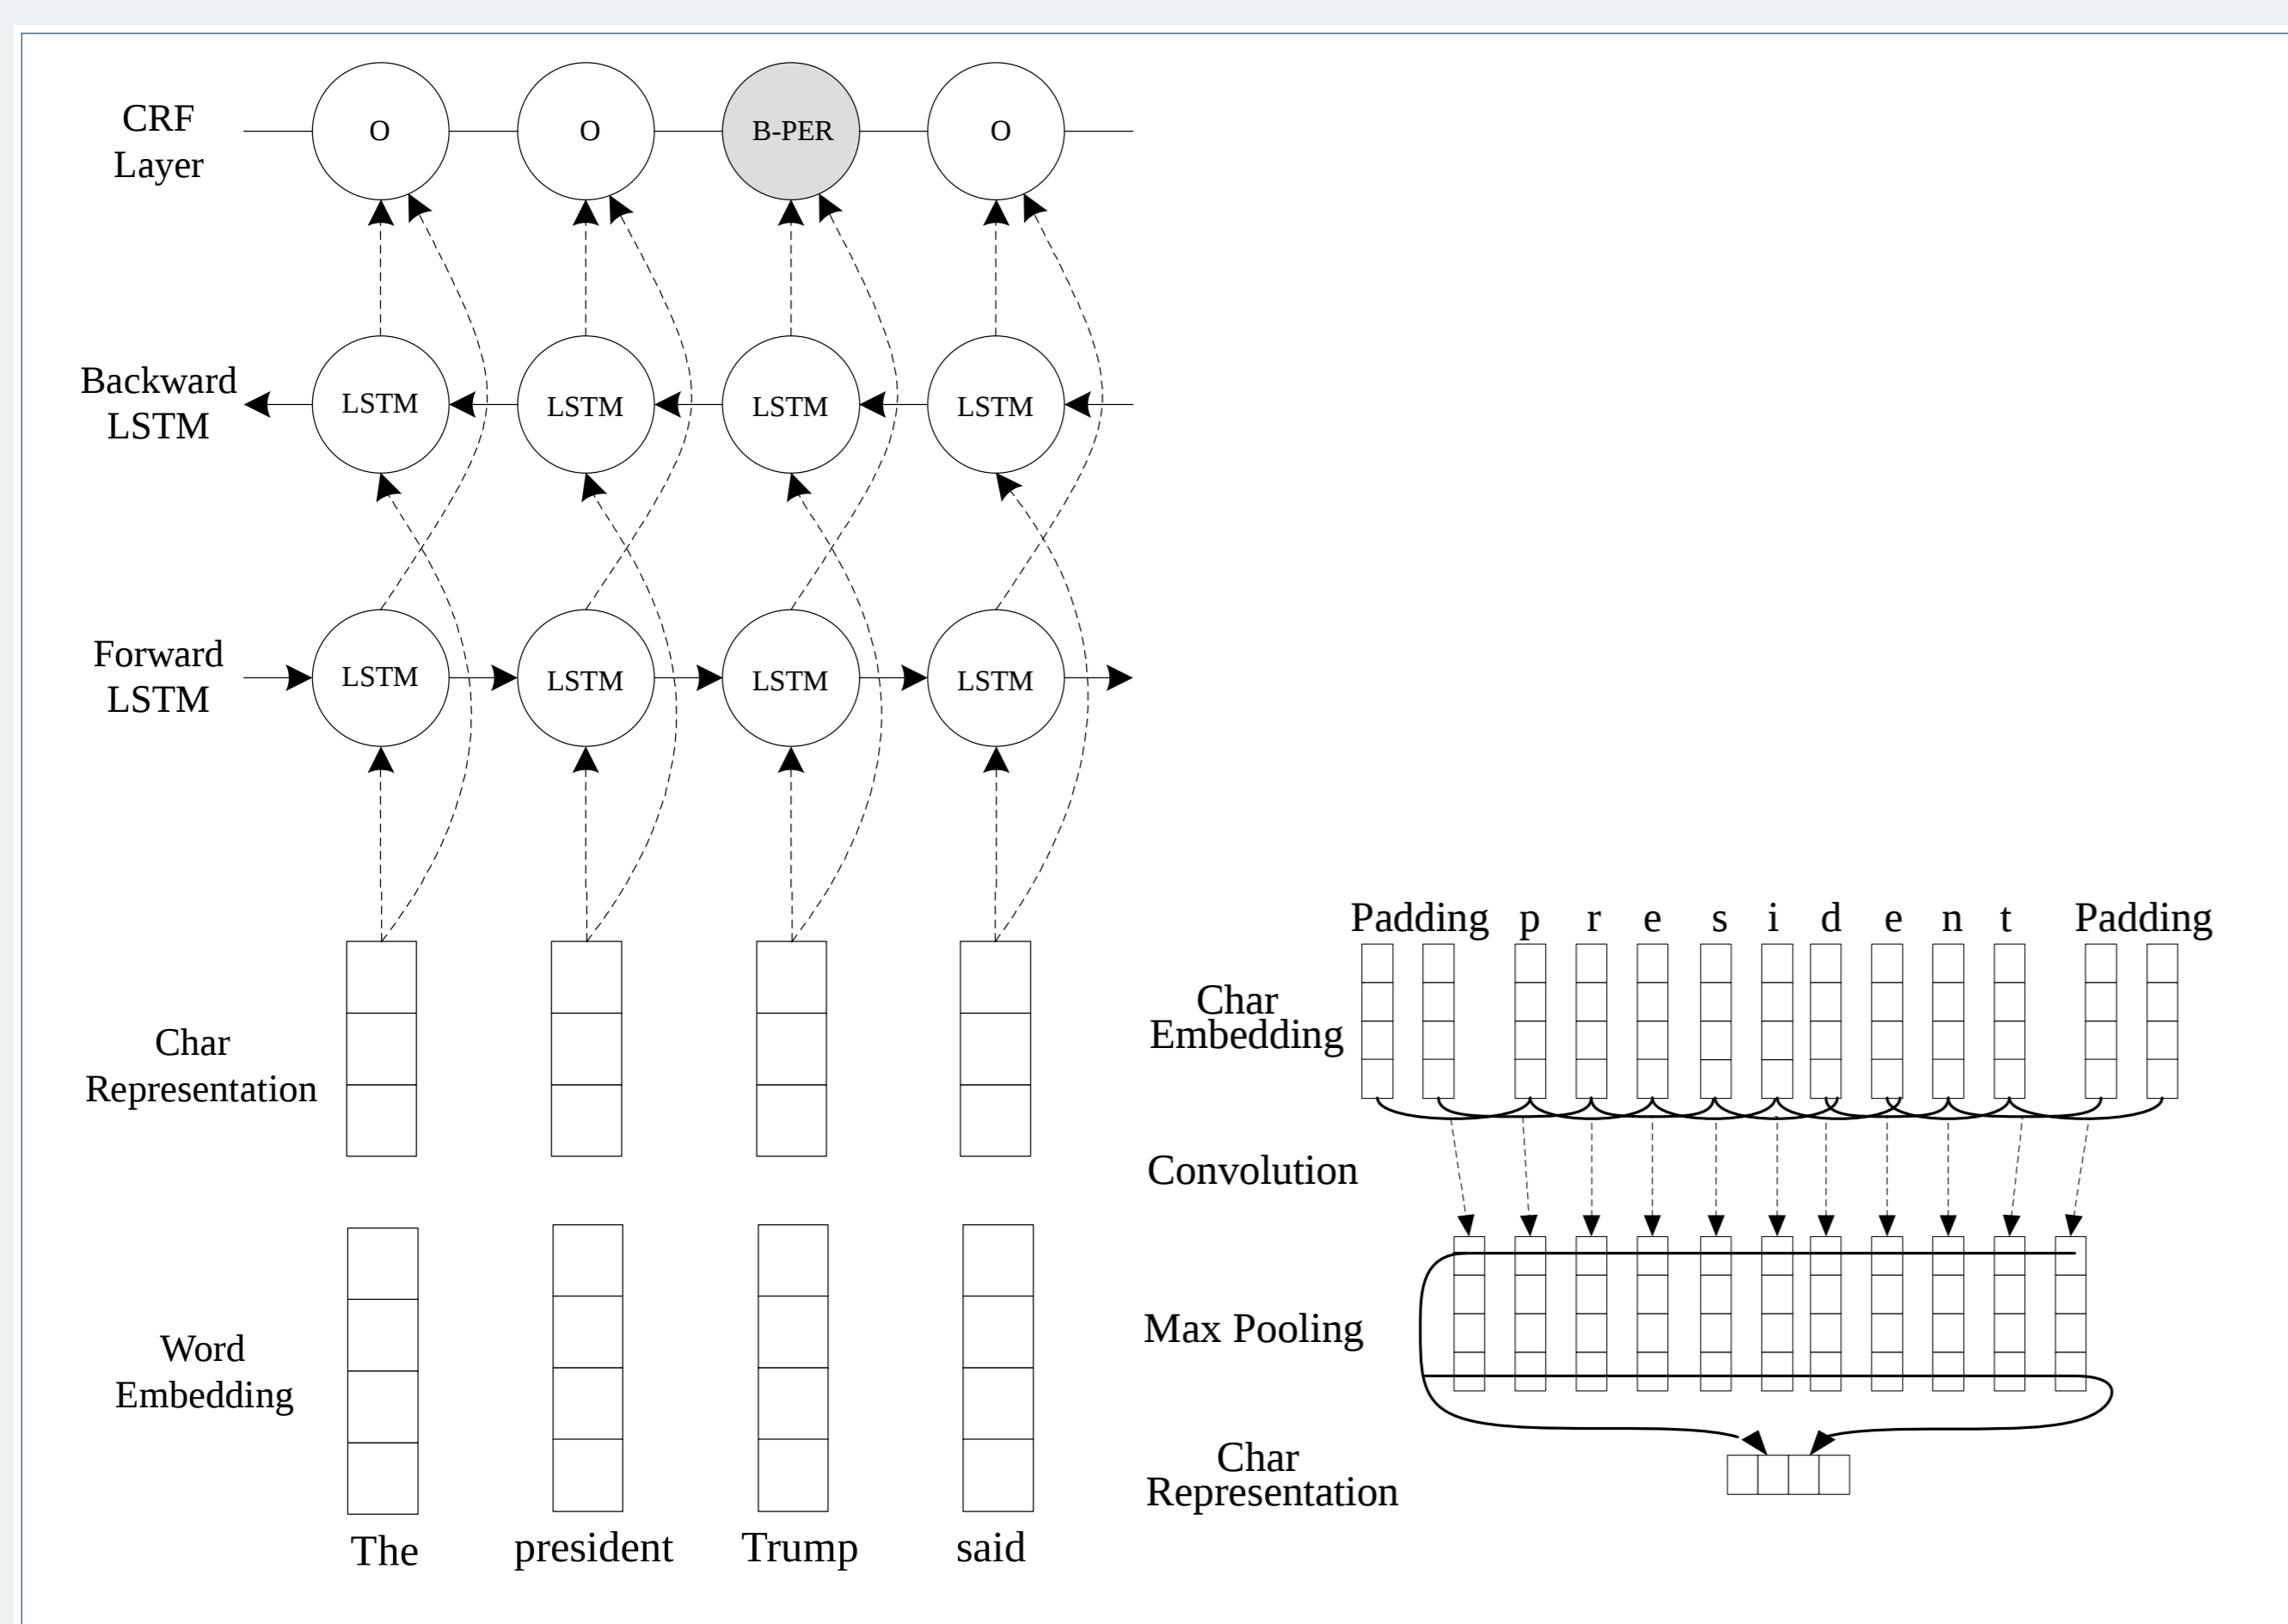 CRF
Layer
O O B-PER O
Backward
LSTM
LSTM LSTM LSTM LSTM
Forward
LSTM
LSTM LSTM LSTM LSTM
Char
Representation
Word
Embedding
The president Trump said
Padding p r e s i d e n t Padding
Char
Embedding
Convolution
Max Pooling
Char
Representation